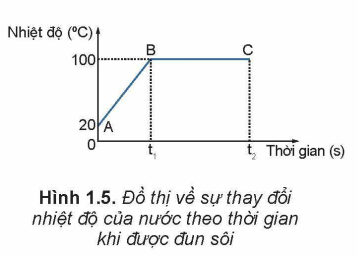 Nhiệt độ (ºC)
B
C
100
20
A
0
t₁
t₂
Thời gian (s)
Hình 1.5. Đồ thị về sự thay đổi
nhiệt độ của nước theo thời gian
khi được đun sôi